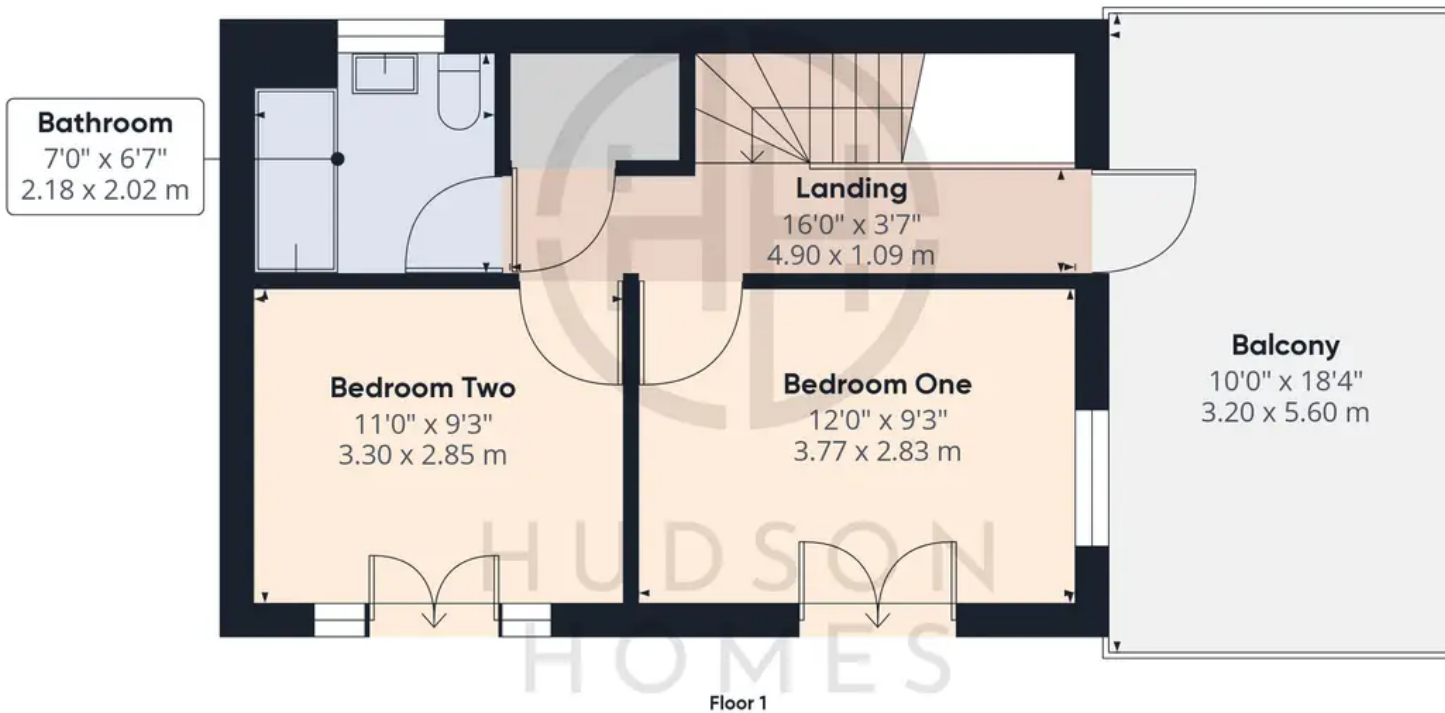 Bathroom
7'0" x 6'7"
2.18 x 2.02 m
Landing
16'0" x 3'7"
4.90 x 1.09 m
Bedroom Two
11'0" x 9'3"
3.30 x 2.85 m
Bedroom One
12'0" x 9'3"
3.77 x 2.83 m
Balcony
10'0" x 18'4"
3.20 x 5.60 m
HUDSON
HOMES
Floor 1